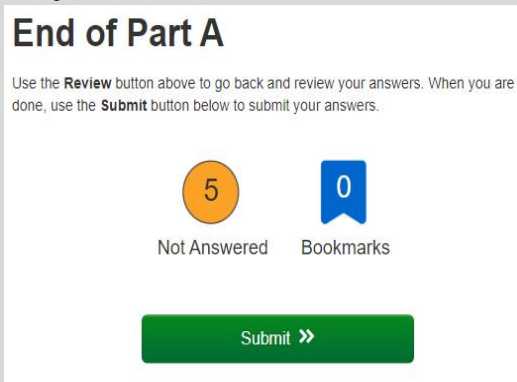 End of Part A
Use the Review button above to go back and review your answers. When you are
done, use the Submit button below to submit your answers.
5
0
Not Answered
Bookmarks
Submit »